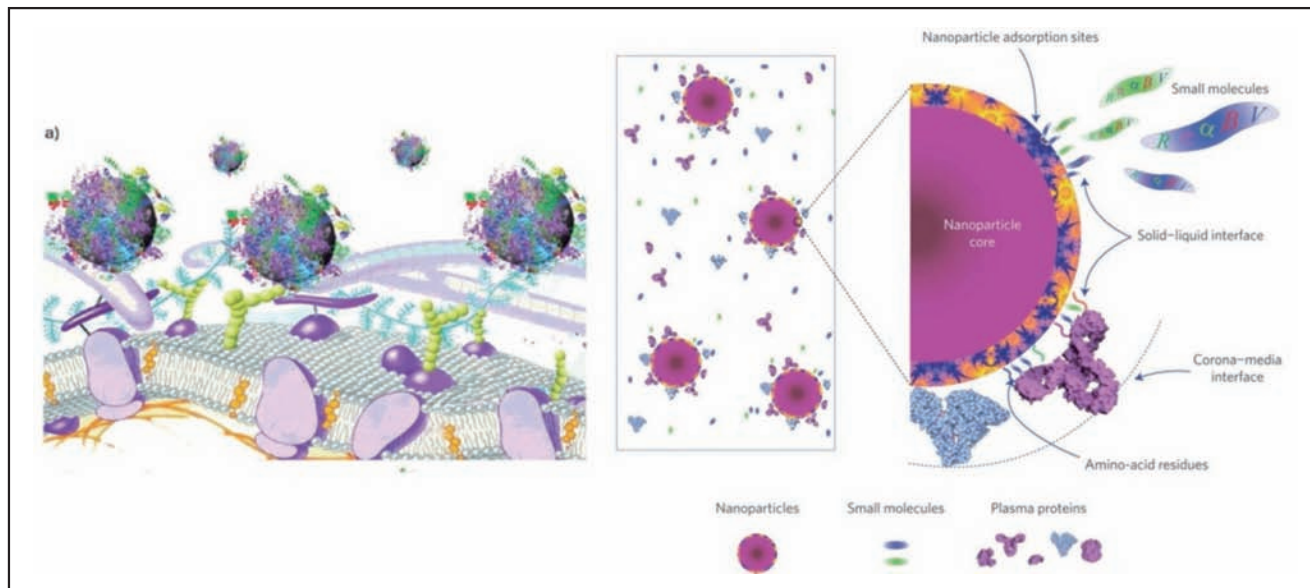 a)
Nanoparticle adsorption sites
Small molecules
R α B V
Nanoparticle
core
Solid–liquid interface
Corona–media
interface
Amino-acid residues
Nanoparticles
Small molecules
Plasma proteins